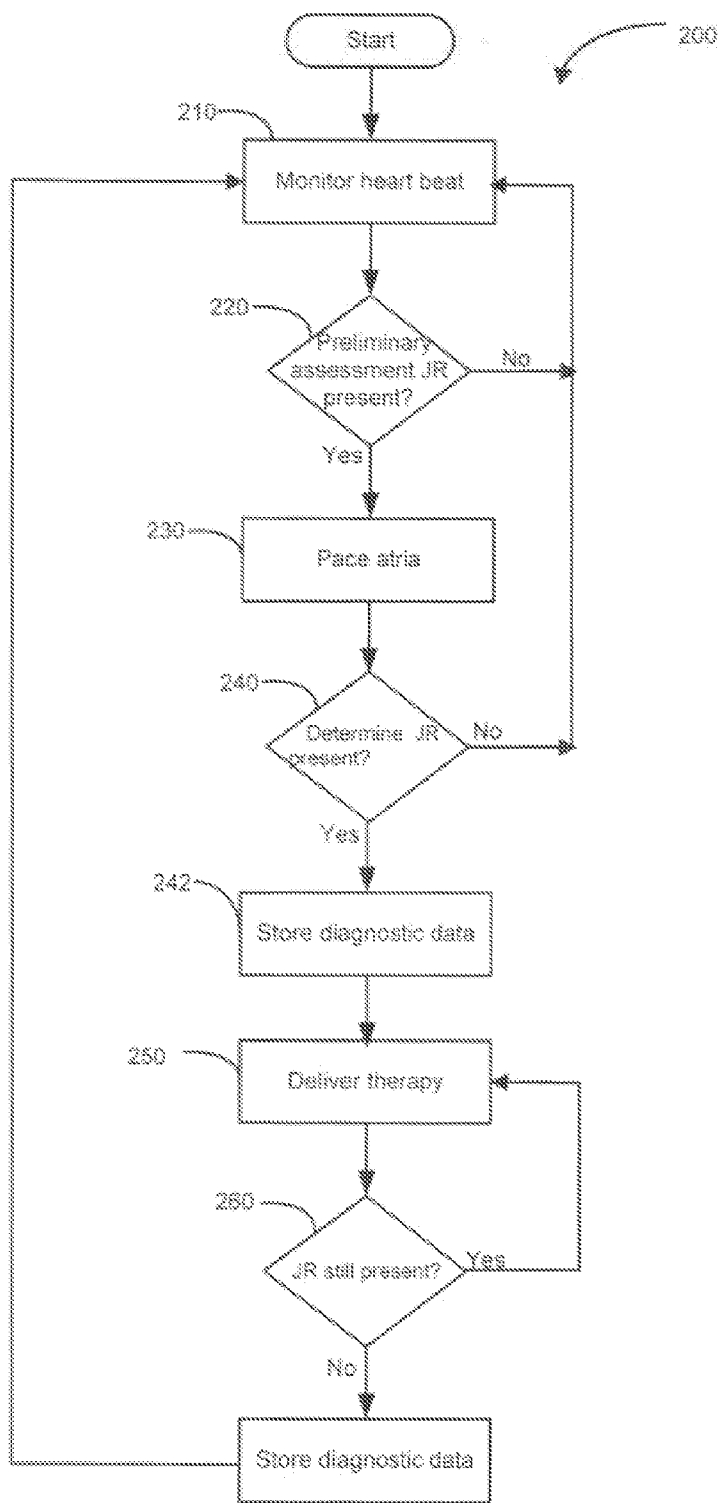 Start
200
210
Monitor heart beat
220
Preliminary
assessment JR
present?
No
Yes
230
Pace atria
240
Determine JR
present?
No
Yes
242
Store diagnostic data
250
Deliver therapy
260
JR still present?
Yes
No
Store diagnostic data